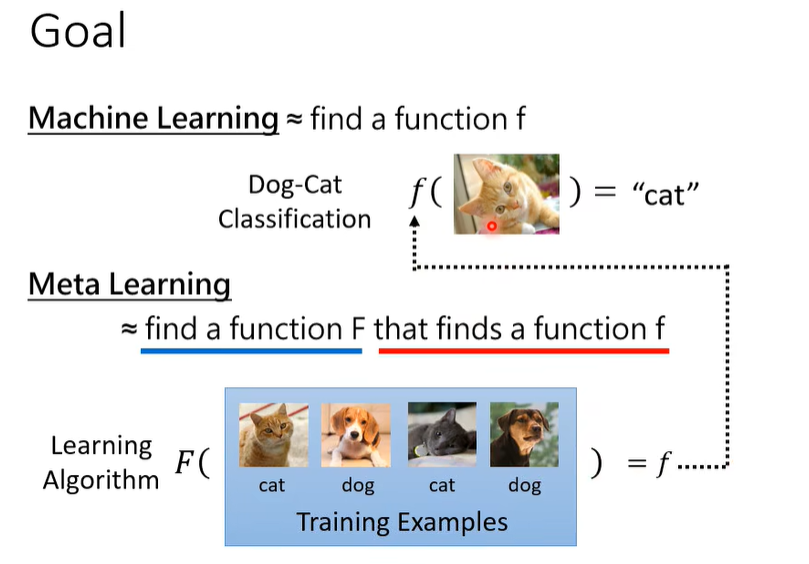 Goal
Machine Learning ≈ find a function f
Dog-Cat
Classification
f( ) = “cat”
Meta Learning
≈ find a function F that finds a function f
Learning
Algorithm
F( ) = f
cat dog cat dog
Training Examples